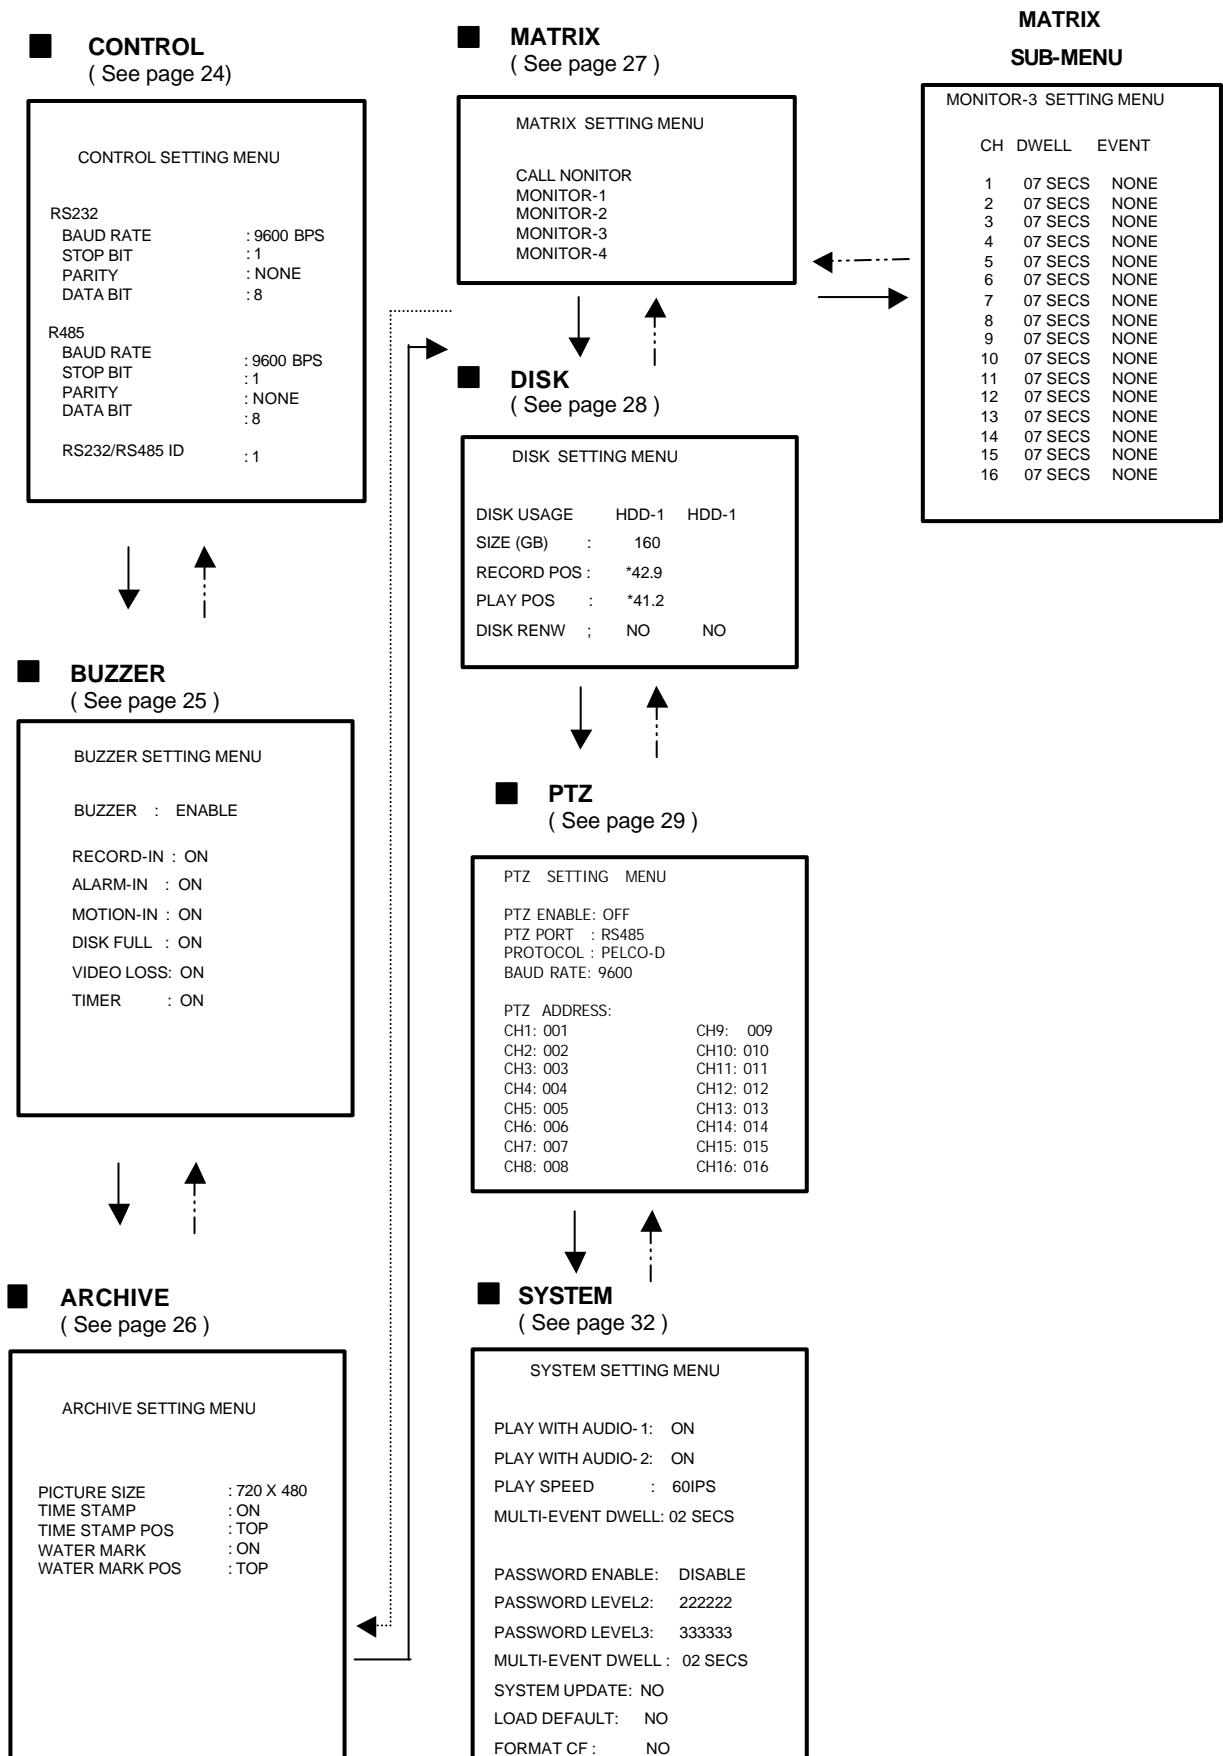 ■ CONTROL
( See page 24)
CONTROL SETTING MENU
RS232
BAUD RATE : 9600 BPS
STOP BIT : 1
PARITY : NONE
DATA BIT : 8
R485
BAUD RATE : 9600 BPS
STOP BIT : 1
PARITY : NONE
DATA BIT : 8
RS232/RS485 ID : 1
■ BUZZER
( See page 25 )
BUZZER SETTING MENU
BUZZER : ENABLE
RECORD-IN : ON
ALARM-IN : ON
MOTION-IN : ON
DISK FULL : ON
VIDEO LOSS: ON
TIMER : ON
■ ARCHIVE
( See page 26 )
ARCHIVE SETTING MENU
PICTURE SIZE : 720 X 480
TIME STAMP : ON
TIME STAMP POS : TOP
WATER MARK : ON
WATER MARK POS : TOP
■ MATRIX
( See page 27 )
MATRIX SETTING MENU
CALL NONITOR
MONITOR-1
MONITOR-2
MONITOR-3
MONITOR-4
■ DISK
( See page 28 )
DISK SETTING MENU
DISK USAGE HDD-1 HDD-1
SIZE (GB) : 160
RECORD POS : *42.9
PLAY POS : *41.2
DISK RENW ; NO NO
■ PTZ
( See page 29 )
PTZ SETTING MENU
PTZ ENABLE: OFF
PTZ PORT : RS485
PROTOCOL : PELCO-D
BAUD RATE: 9600
PTZ ADDRESS:
CH1: 001 CH9: 009
CH2: 002 CH10: 010
CH3: 003 CH11: 011
CH4: 004 CH12: 012
CH5: 005 CH13: 013
CH6: 006 CH14: 014
CH7: 007 CH15: 015
CH8: 008 CH16: 016
■ SYSTEM
( See page 32 )
SYSTEM SETTING MENU
PLAY WITH AUDIO- 1: ON
PLAY WITH AUDIO- 2: ON
PLAY SPEED : 60IPS
MULTI-EVENT DWELL: 02 SECS
PASSWORD ENABLE: DISABLE
PASSWORD LEVEL2: 222222
PASSWORD LEVEL3: 333333
MULTI-EVENT DWELL : 02 SECS
SYSTEM UPDATE: NO
LOAD DEFAULT: NO
FORMAT CF : NO
MATRIX
SUB-MENU
MONITOR-3 SETTING MENU
CH DWELL EVENT
1 07 SECS NONE
2 07 SECS NONE
3 07 SECS NONE
4 07 SECS NONE
5 07 SECS NONE
6 07 SECS NONE
7 07 SECS NONE
8 07 SECS NONE
9 07 SECS NONE
10 07 SECS NONE
11 07 SECS NONE
12 07 SECS NONE
13 07 SECS NONE
14 07 SECS NONE
15 07 SECS NONE
16 07 SECS NONE